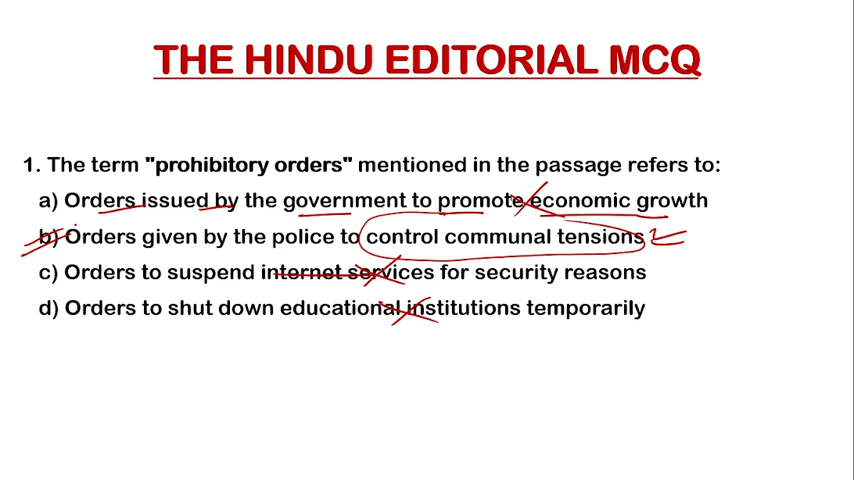 THE HINDU EDITORIAL MCQ
1. The term "prohibitory orders" mentioned in the passage refers to:
a) Orders issued by the government to promote economic growth
b) Orders given by the police to control communal tensions
c) Orders to suspend internet services for security reasons
d) Orders to shut down educational institutions temporarily